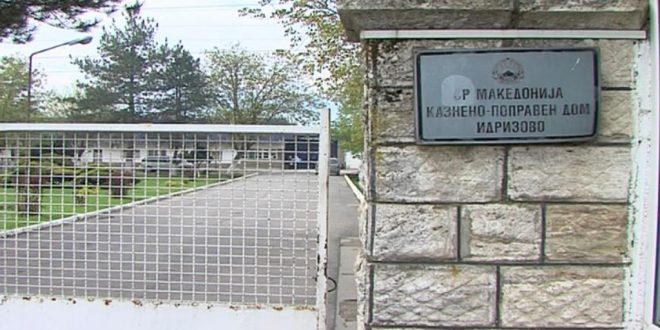 СР МАКЕДОНИЈА
КАЗНЕНО-ПОПРАВЕН ДОМ
ИДРИЗОВО